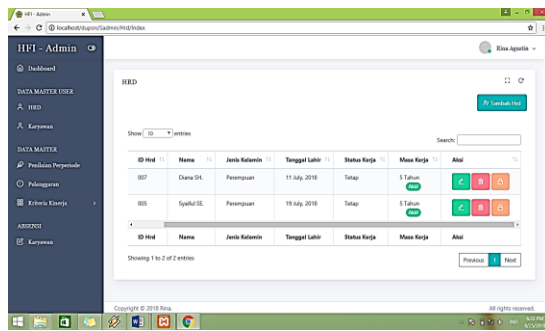 HFI - Admin
localhost/dupon/Sadmin/Hrd/Index
HFI - Admin
Rina Agustin
Dashboard
DATA MASTER USER
HRD
Karyawan
DATA MASTER
Penilaian Perperiode
Pelanggaran
Kriteria Kinerja
ABSENSI
Karyawan
HRD
Tambah Hrd
Show 10 entries
Search:
ID Hrd Nama Jenis Kelamin Tanggal Lahir Status Kerja Masa Kerja Aksi
007 Diana SH. Perempuan 11 July, 2018 Tetap 5 Tahun
Aktif
005 Syaiful SE. Perempuan 19 July, 2018 Tetap 5 Tahun
Aktif
ID Hrd Nama Jenis Kelamin Tanggal Lahir Status Kerja Masa Kerja Aksi
Showing 1 to 2 of 2 entries
Previous 1 Next
Copyright © 2018 Rina.
All rights reserved.